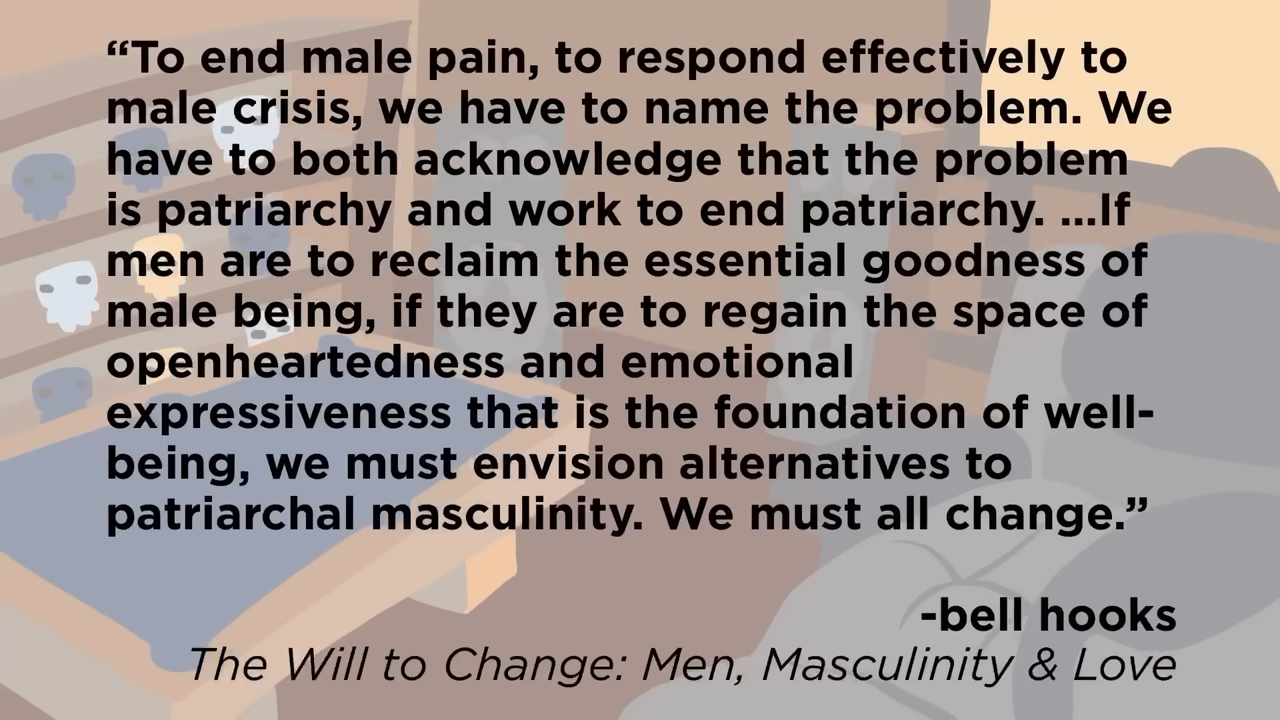 “To end male pain, to respond effectively to
male crisis, we have to name the problem. We
have to both acknowledge that the problem
is patriarchy and work to end patriarchy. ...If
men are to reclaim the essential goodness of
male being, if they are to regain the space of
openheartedness and emotional
expressiveness that is the foundation of well-
being, we must envision alternatives to
patriarchal masculinity. We must all change.”
-bell hooks
The Will to Change: Men, Masculinity & Love